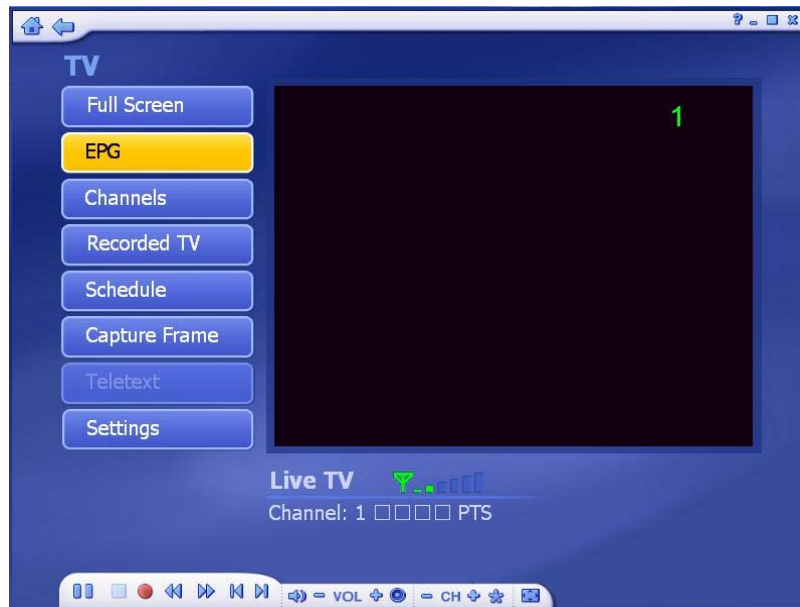 TV
Full Screen
EPG
Channels
Recorded TV
Schedule
Capture Frame
Teletext
Settings
1
Live TV
Channel: 1 □□□□ PTS
VOL
CH